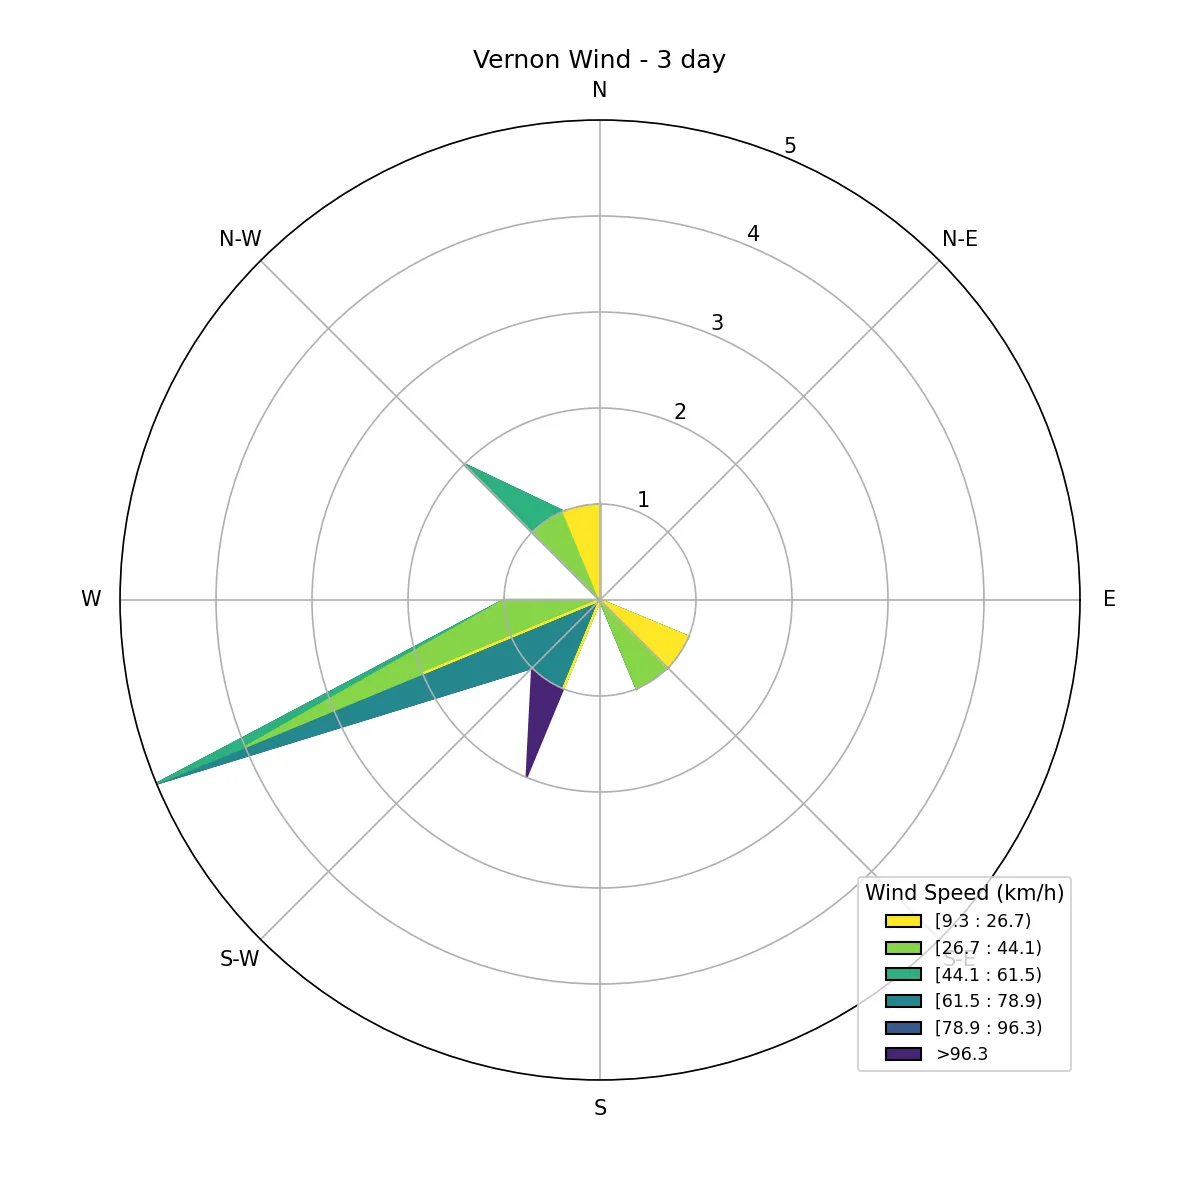 Vernon Wind - 3 day
N
5
N-W
N-E
4
3
2
1
W
E
S-W
S-E
S
Wind Speed (km/h)
[9.3 : 26.7)
[26.7 : 44.1)
[44.1 : 61.5)
[61.5 : 78.9)
[78.9 : 96.3)
>96.3